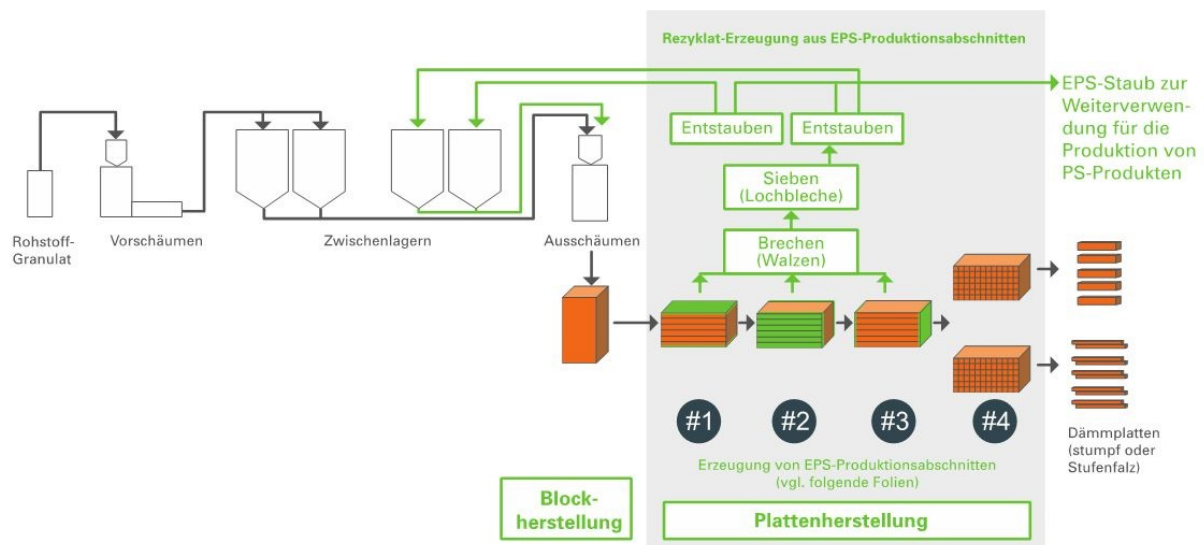 Rezyklat-Erzeugung aus EPS-Produktionsabschnitten
EPS-Staub zur
Weiterverwen-
dung für die
Produktion von
PS-Produkten
Entstauben
Entstauben
Sieben
(Lochbleche)
Brechen
(Walzen)
Rohstoff-
Granulat
Vorschäumen
Zwischenlagern
Ausschäumen
#1
#2
#3
#4
Dämmplatten
(stumpf oder
Stufenfalz)
Erzeugung von EPS-Produktionsabschnitten
(vgl. folgende Folien)
Block-
herstellung
Plattenherstellung